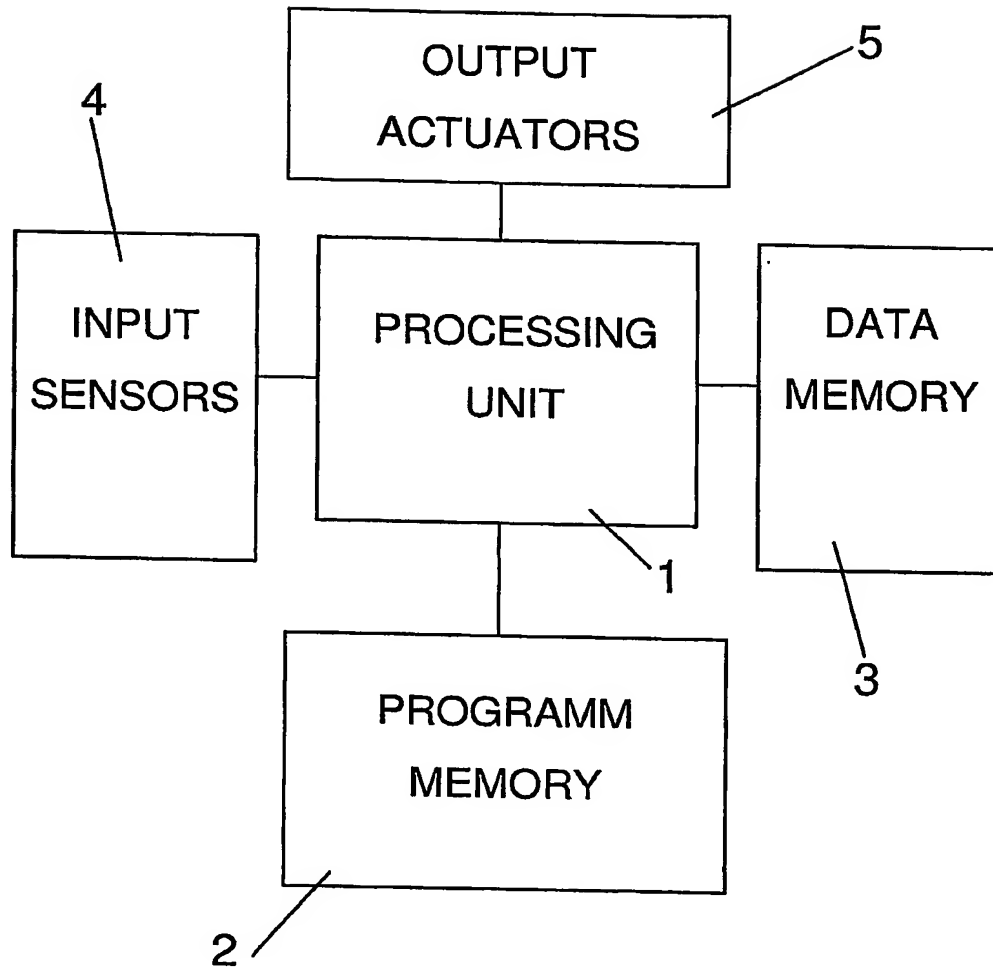 OUTPUT
ACTUATORS
5
4
INPUT
SENSORS
PROCESSING
UNIT
1
DATA
MEMORY
3
PROGRAMM
MEMORY
2